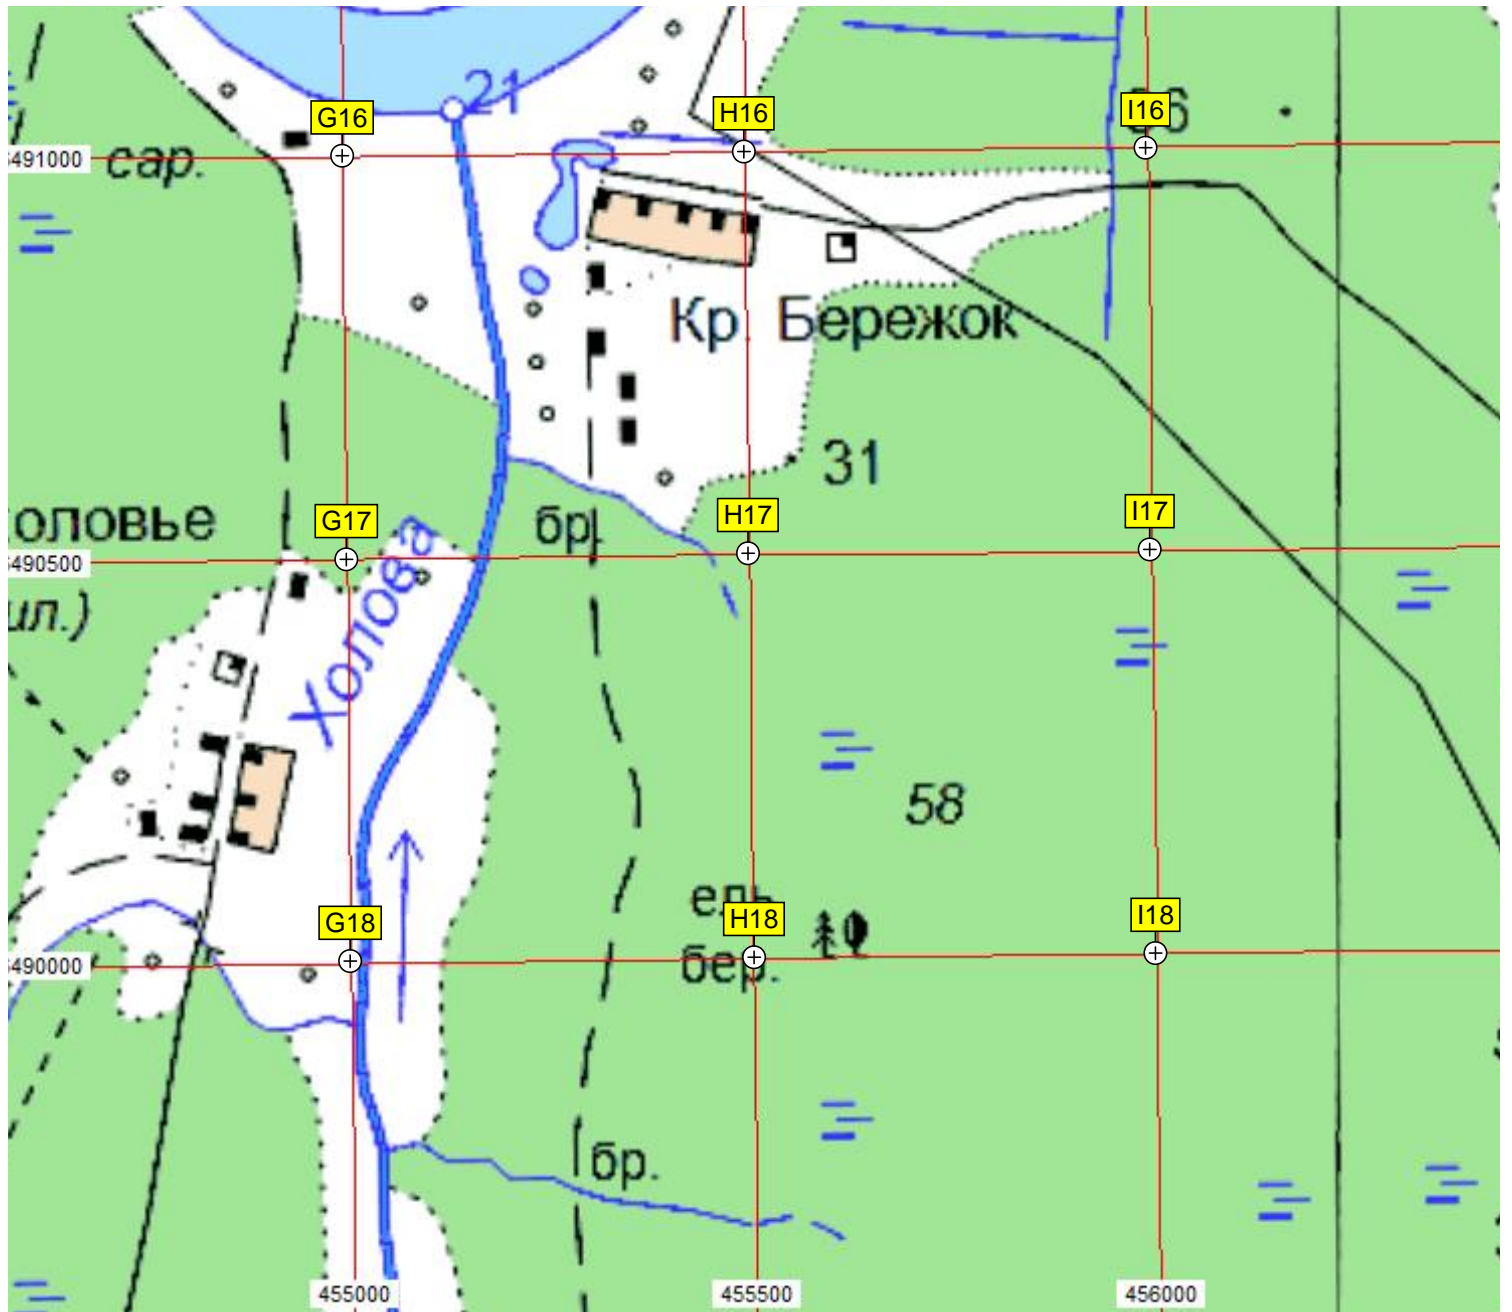 21
G16
H16
I16
491000
сар.
Кр Бережок
31
оловье
G17
H17
I17
бр.
490500
ил.)
Холова
58
ель
G18
H18
I18
490000
бер.
бр.
455000
455500
456000